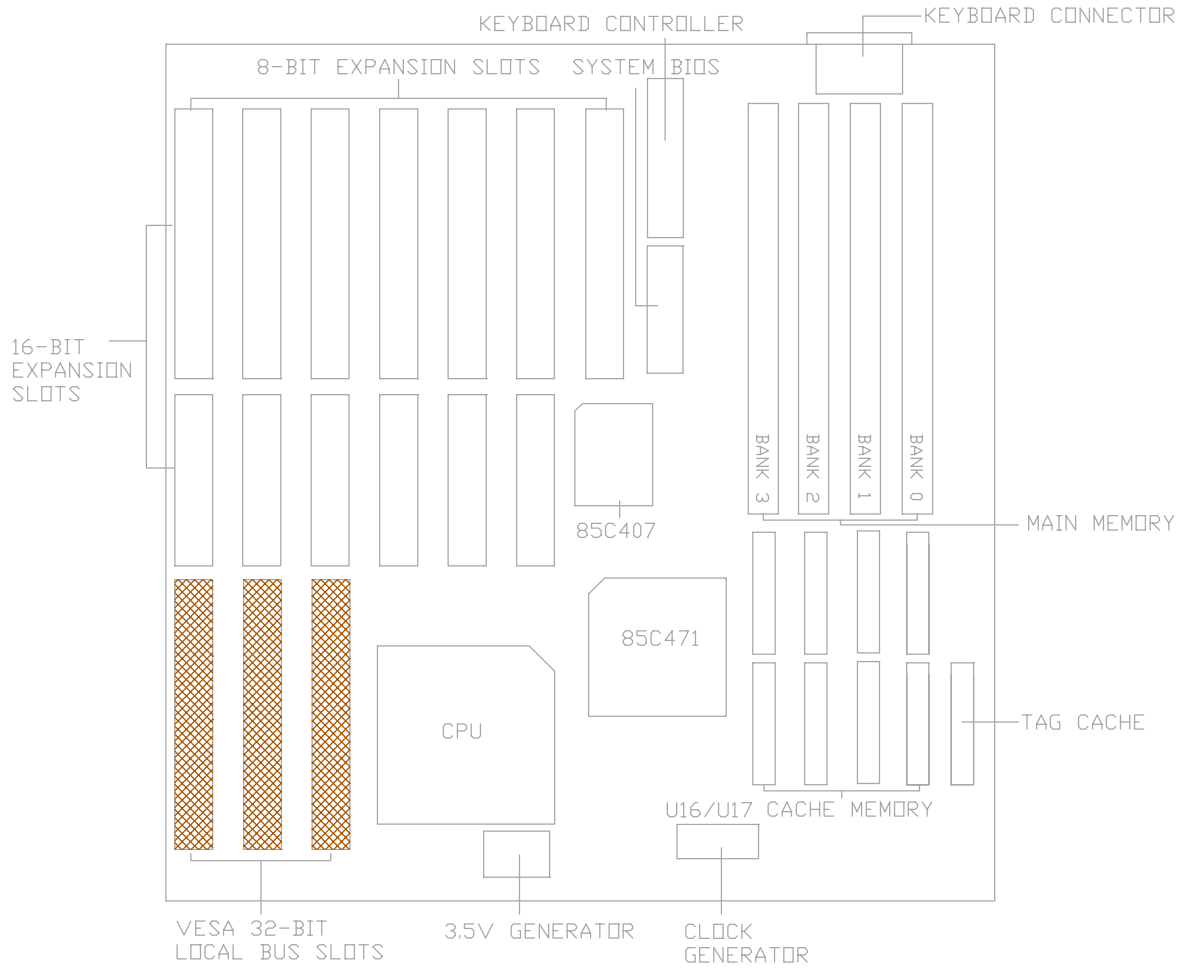 KEYBOARD CONTROLLER
KEYBOARD CONNECTOR
8-BIT EXPANSION SLOTS
SYSTEM BIOS
16-BIT
EXPANSION
SLOTS
BANK 3
BANK 2
BANK 1
BANK 0
MAIN MEMORY
85C407
85C471
CPU
TAG CACHE
U16/U17 CACHE MEMORY
VESA 32-BIT
LOCAL BUS SLOTS
3.5V GENERATOR
CLOCK
GENERATOR